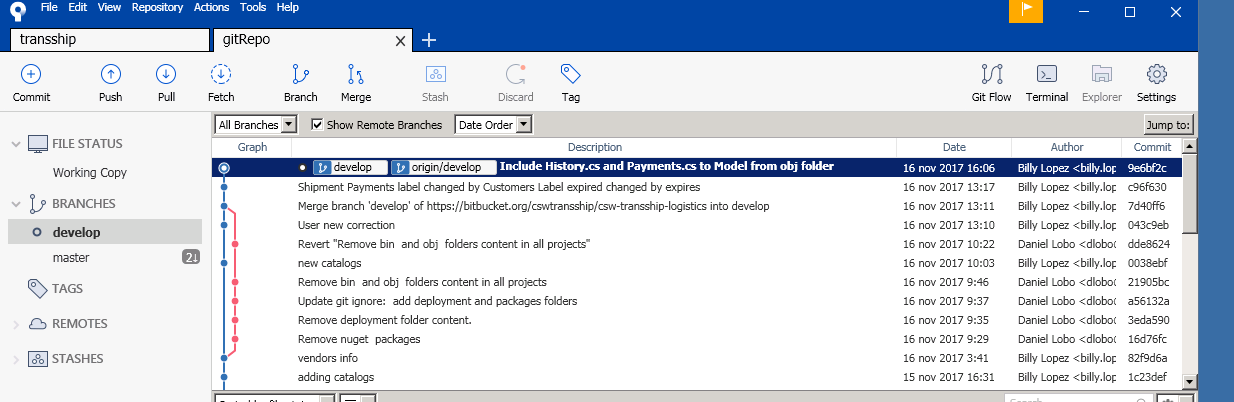 File Edit View Repository Actions Tools Help
transship gitRepo
Commit Push Pull Fetch Branch Merge Stash Discard Tag Git Flow Terminal Explorer Settings
All Branches Show Remote Branches Date Order Jump to:
Graph Description Date Author Commit
develop origin/develop Include History.cs and Payments.cs to Model from obj folder 16 nov 2017 16:06 Billy Lopez <billy.lop 9e6bf2c
Shipment Payments label changed by Customers Label expired changed by expires 16 nov 2017 13:17 Billy Lopez <billy.lop c96f630
Merge branch 'develop' of https://bitbucket.org/cswtransship/csw-transship-logistics into develop 16 nov 2017 13:11 Billy Lopez <billy.lop 7d40ff6
User new correction 16 nov 2017 13:10 Billy Lopez <billy.lop 043c9eb
Revert "Remove bin and obj folders content in all projects" 16 nov 2017 10:22 Daniel Lobo <dlobo dde8624
new catalogs 16 nov 2017 10:03 Billy Lopez <billy.lop 0038ebf
Remove bin and obj folders content in all projects 16 nov 2017 9:46 Daniel Lobo <dlobo 21905bc
Update git ignore: add deployment and packages folders 16 nov 2017 9:37 Daniel Lobo <dlobo a56132a
Remove deployment folder content. 16 nov 2017 9:35 Daniel Lobo <dlobo 3eda590
Remove nuget packages 16 nov 2017 9:29 Daniel Lobo <dlobo 16d76fc
vendors info 16 nov 2017 3:41 Billy Lopez <billy.lop 82f9d6a
adding catalogs 15 nov 2017 16:31 Billy Lopez <billy.lop 1c23def
FILE STATUS
Working Copy
BRANCHES
develop
master 2↓
TAGS
REMOTES
STASHES
Search